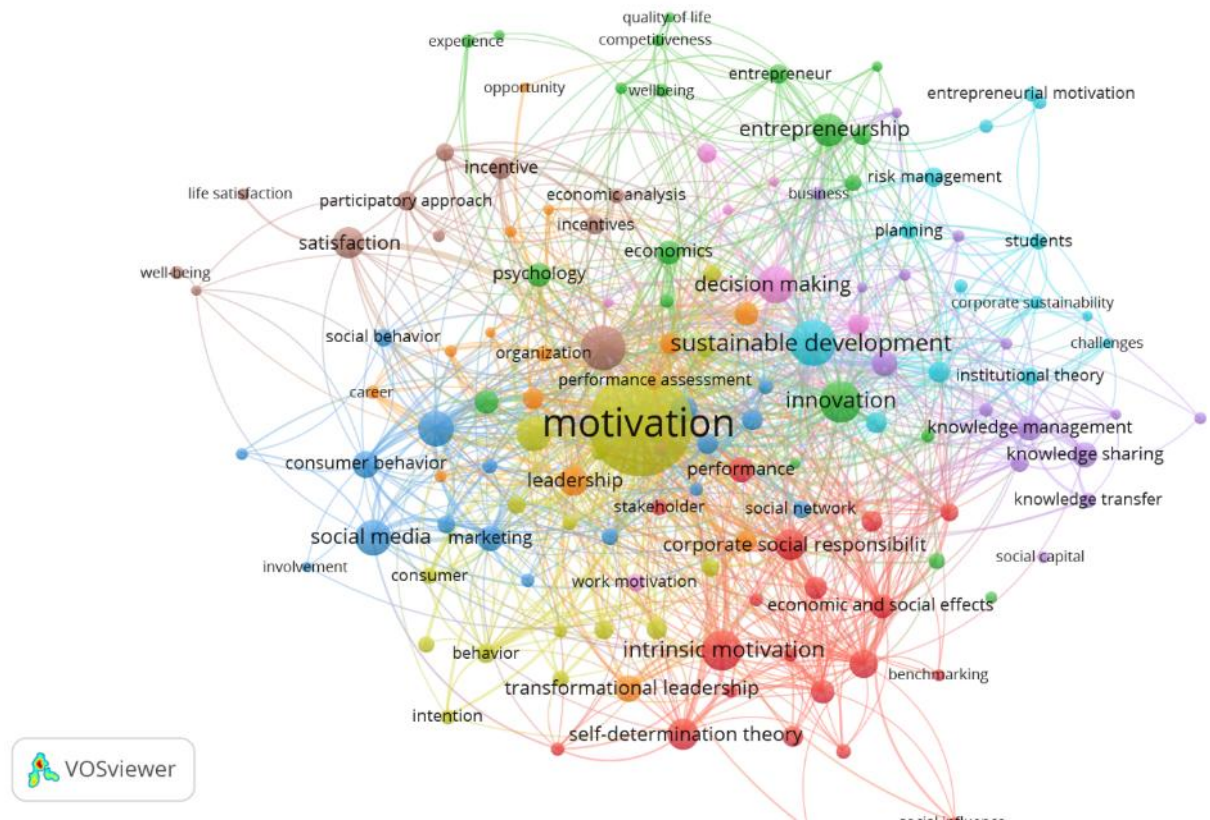 quality of life
experience
competitiveness
entrepreneur
opportunity
wellbeing
entrepreneurial motivation
entrepreneurship
incentive
risk management
life satisfaction
economic analysis
business
participatory approach
incentives
planning
satisfaction
students
economics
well-being
psychology
decision making
corporate sustainability
social behavior
sustainable development
challenges
organization
performance assessment
institutional theory
career
innovation
motivation
knowledge management
consumer behavior
knowledge sharing
performance
leadership
knowledge transfer
stakeholder
social network
social media
marketing
corporate social responsibilit
social capital
involvement
consumer
work motivation
economic and social effects
intrinsic motivation
behavior
benchmarking
transformational leadership
intention
self-determination theory
VOSviewer
social influence